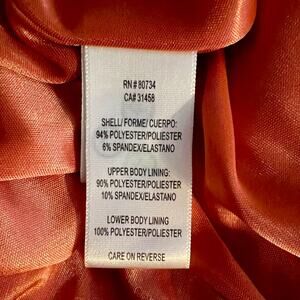 RN # 80734
CA# 31458
SHELL/ FORME/ CUERPO:
94% POLYESTER/POLIESTER
6% SPANDEX/ELASTANO
UPPER BODY LINING:
90% POLYESTER/POLIESTER
10% SPANDEX/ELASTANO
LOWER BODY LINING
100% POLYESTER/POLIESTER
CARE ON REVERSE